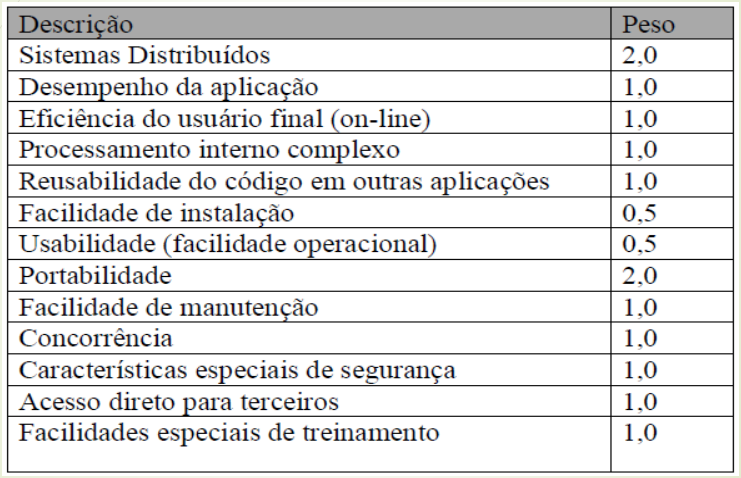 Descrição Peso
Sistemas Distribuídos 2,0
Desempenho da aplicação 1,0
Eficiência do usuário final (on-line) 1,0
Processamento interno complexo 1,0
Reusabilidade do código em outras aplicações 1,0
Facilidade de instalação 0,5
Usabilidade (facilidade operacional) 0,5
Portabilidade 2,0
Facilidade de manutenção 1,0
Concorrência 1,0
Características especiais de segurança 1,0
Acesso direto para terceiros 1,0
Facilidades especiais de treinamento 1,0